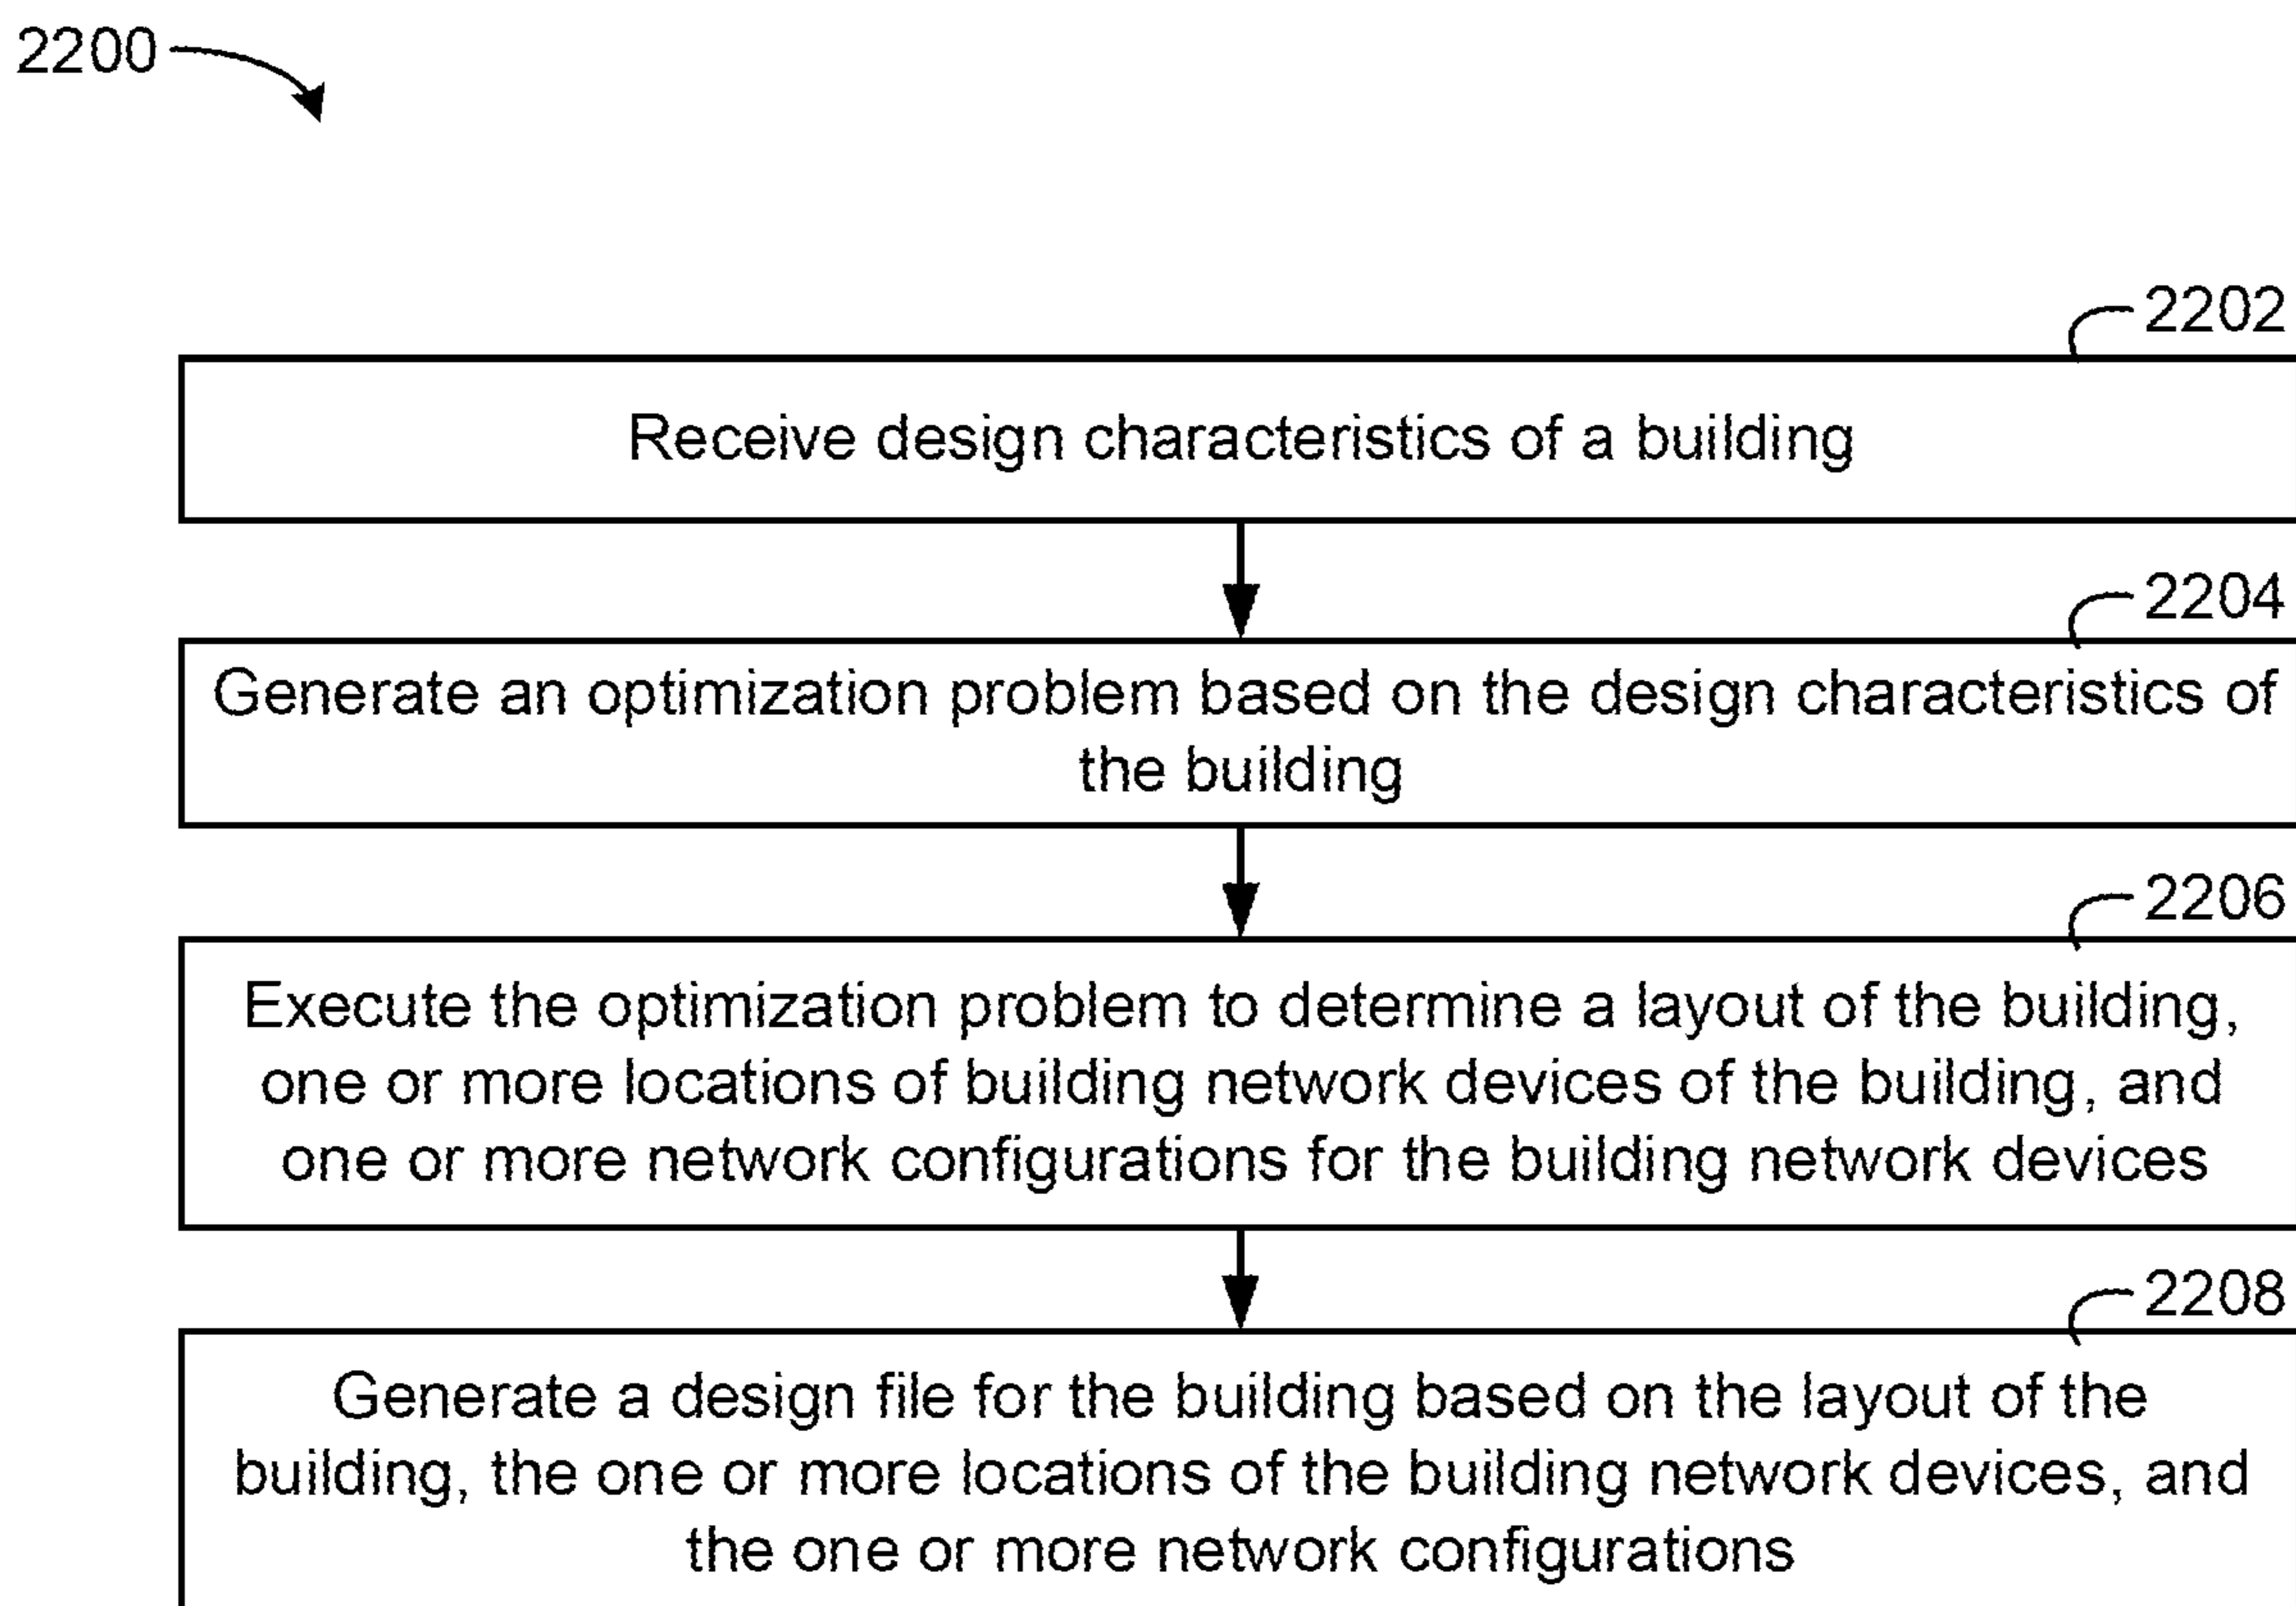 2200
2202
Receive design characteristics of a building
2204
Generate an optimization problem based on the design characteristics of
the building
2206
Execute the optimization problem to determine a layout of the building,
one or more locations of building network devices of the building, and
one or more network configurations for the building network devices
2208
Generate a design file for the building based on the layout of the
building, the one or more locations of the building network devices, and
the one or more network configurations